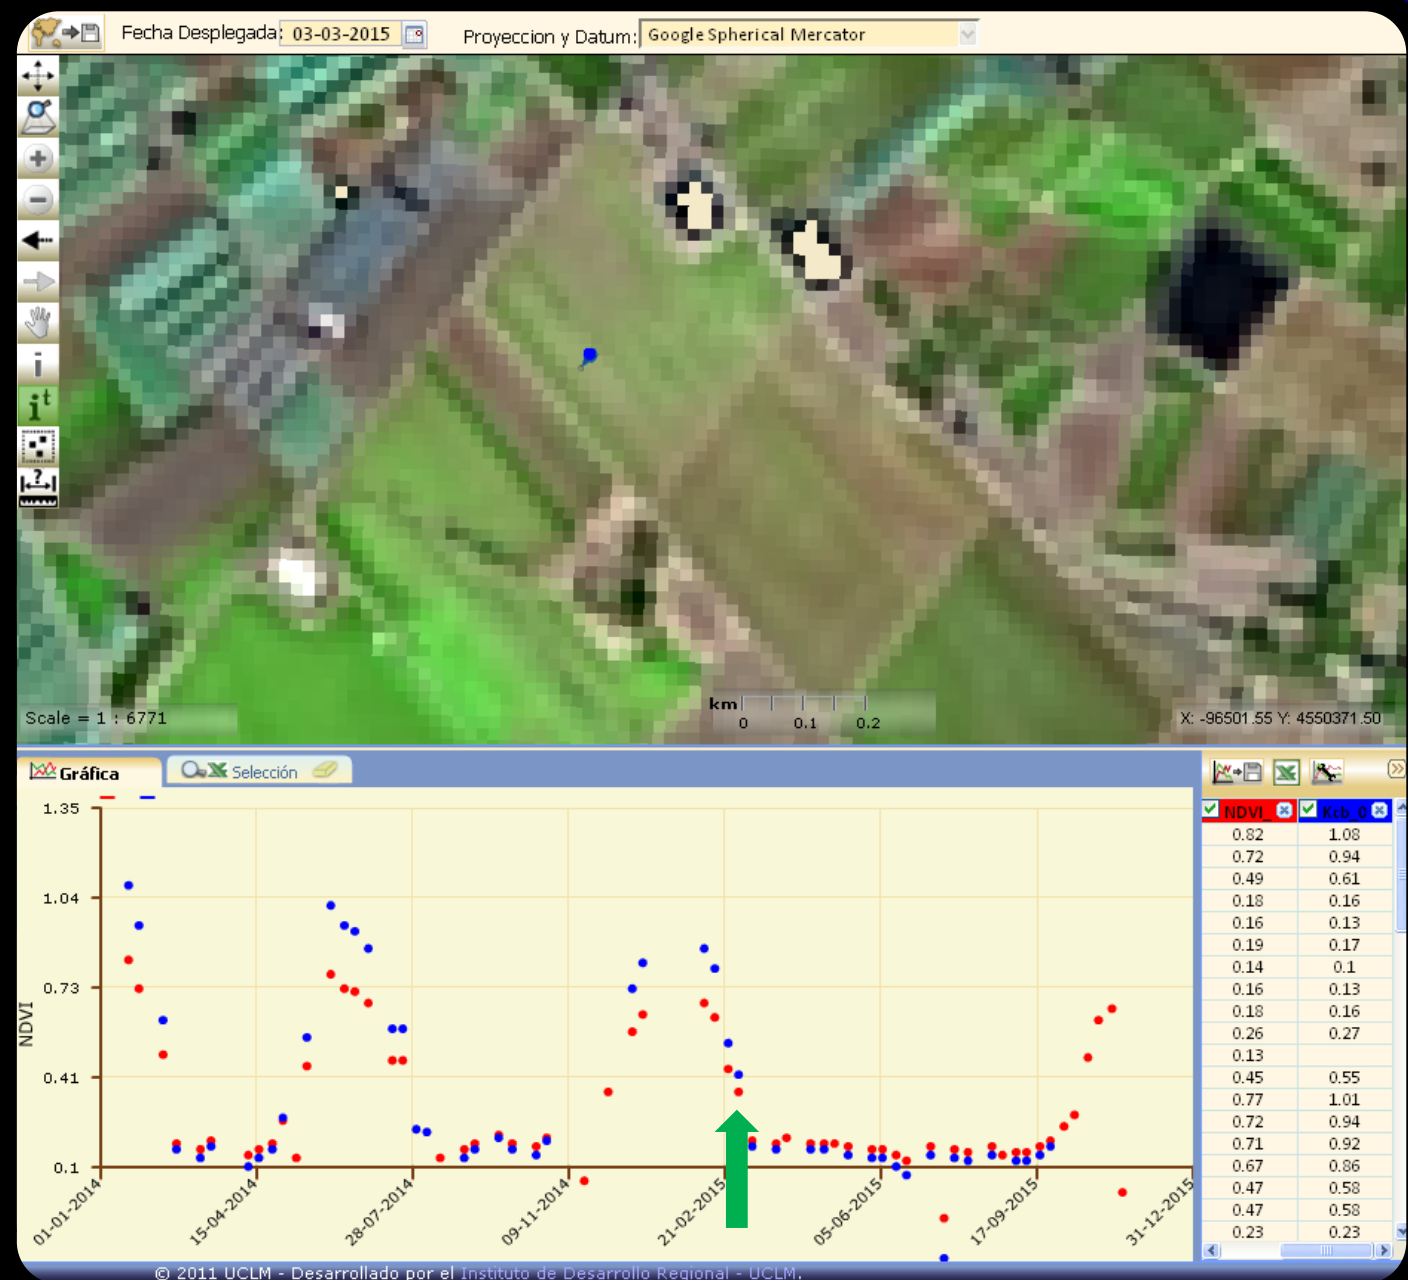 Fecha Desplegada: 03-03-2015 Proyeccion y Datum: Google Spherical Mercator
i
i t
?
Scale = 1 : 6771
km
0 0.1 0.2
X: -96501.55 Y: 4550371.50
Gráfica Selección
NDVI_ Kcb_0
1.35
1.04
0.73
0.41
0.1
NDVI
01-01-2014 15-04-2014 28-07-2014 09-11-2014 21-02-2015 05-06-2015 17-09-2015 31-12-2015
0.82 1.08
0.72 0.94
0.49 0.61
0.18 0.16
0.16 0.13
0.19 0.17
0.14 0.1
0.16 0.13
0.18 0.16
0.26 0.27
0.13
0.45 0.55
0.77 1.01
0.72 0.94
0.71 0.92
0.67 0.86
0.47 0.58
0.47 0.58
0.23 0.23
© 2011 UCLM - Desarrollado por el Instituto de Desarrollo Regional - UCLM.